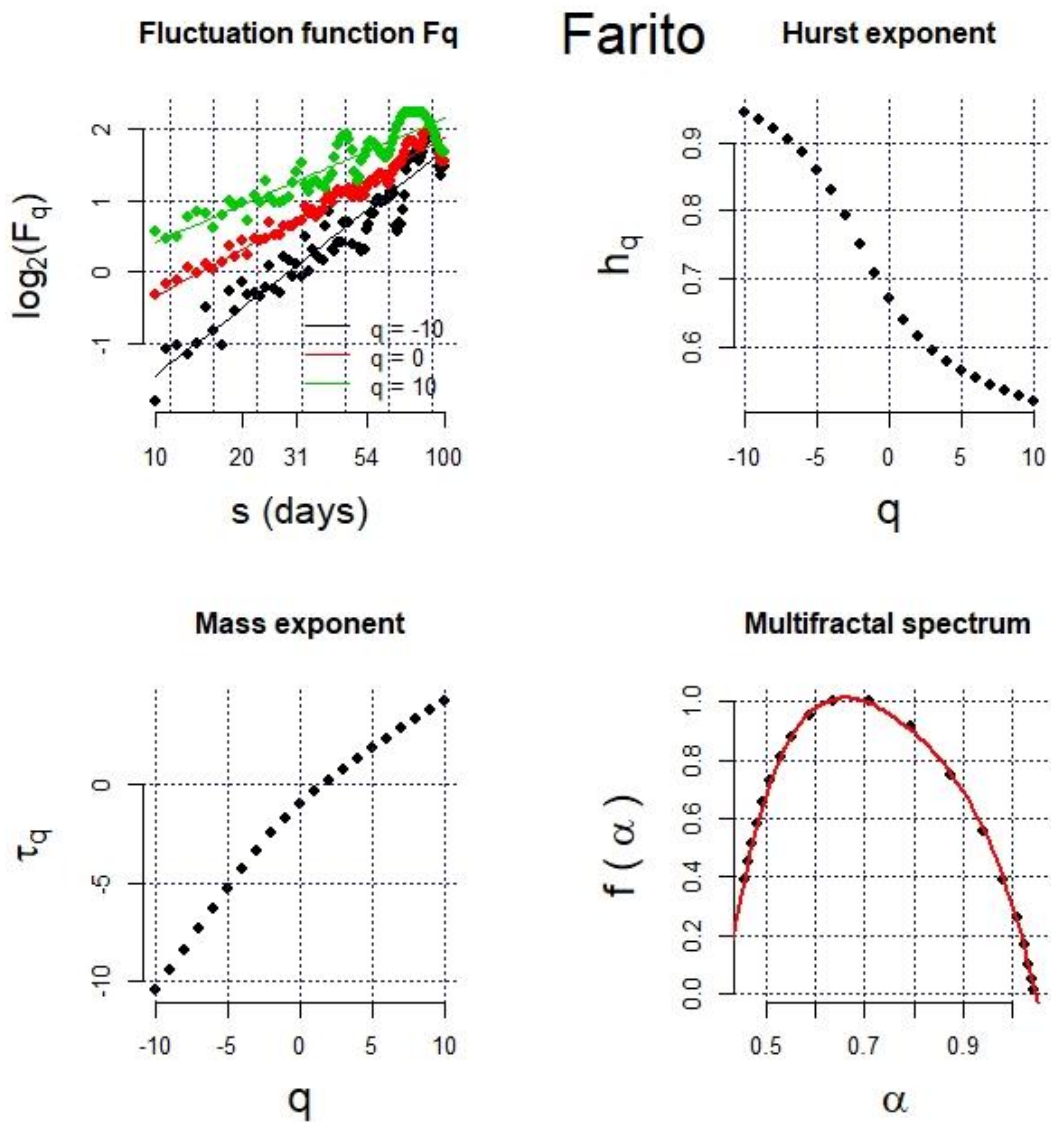 Farito
Fluctuation function Fq
log2(Fq)
2
1
0
-1
q = -10
q = 0
q = 10
10 20 31 54 100
s (days)
Hurst exponent
hq
0.9
0.8
0.7
0.6
-10 -5 0 5 10
q
Mass exponent
τq
0
-5
-10
-10 -5 0 5 10
q
Multifractal spectrum
f ( α )
1.0
0.8
0.6
0.4
0.2
0.0
0.5 0.7 0.9
α